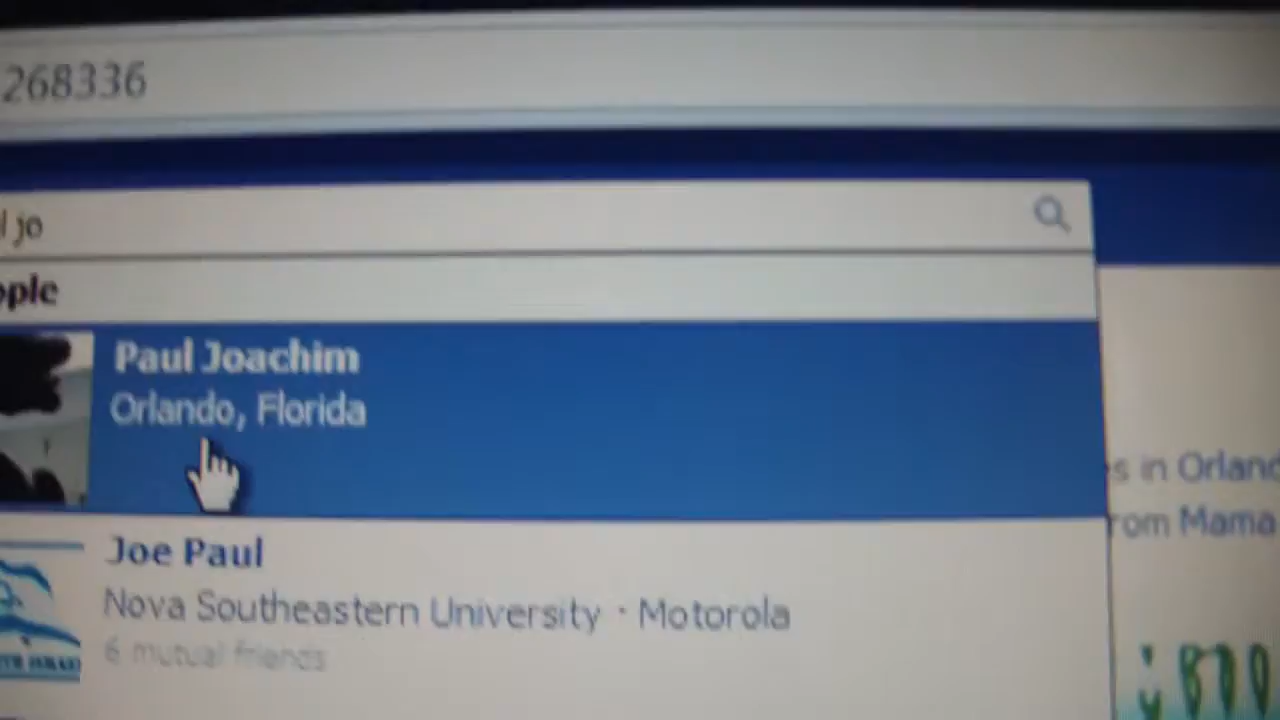 268336
l jo
ople
Paul Joachim
Orlando, Florida
Joe Paul
Nova Southeastern University · Motorola
6 mutual friends
s in Orland
rom Mama